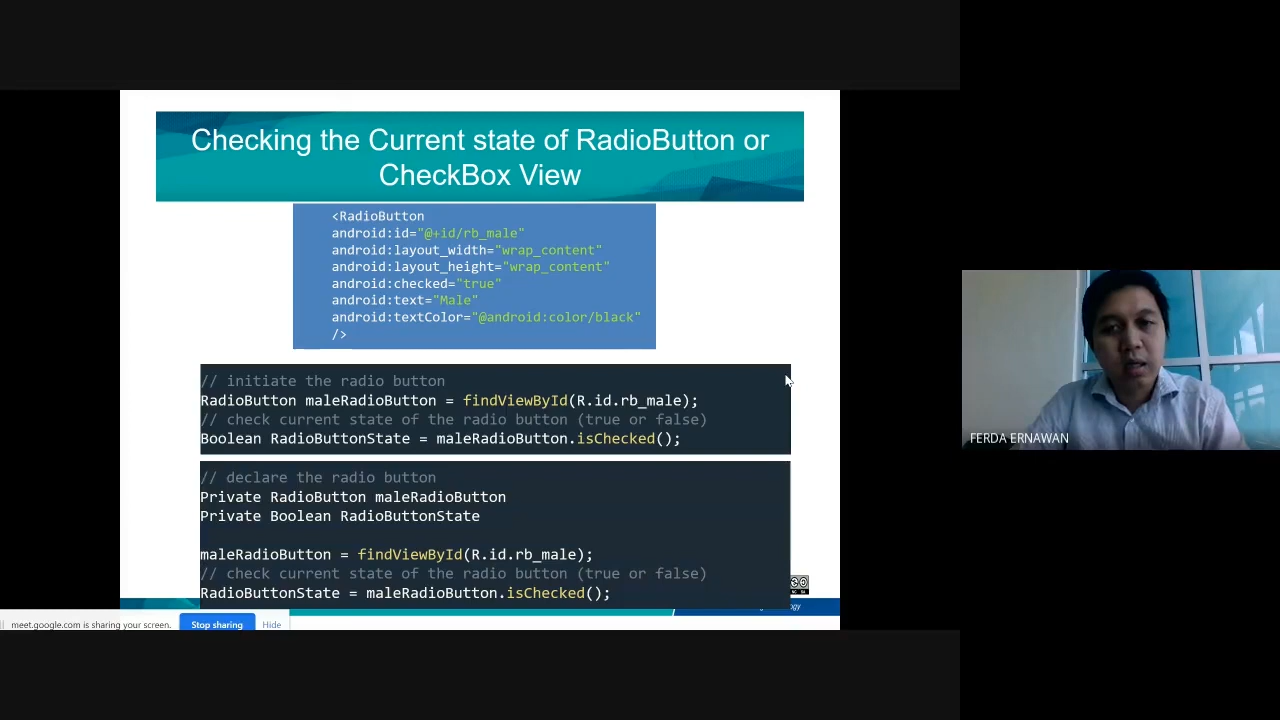 Checking the Current state of RadioButton or
CheckBox View
<RadioButton
android:id="@+id/rb_male"
android:layout_width="wrap_content"
android:layout_height="wrap_content"
android:checked="true"
android:text="Male"
android:textColor="@android:color/black"
/>
// initiate the radio button
RadioButton maleRadioButton = findViewById(R.id.rb_male);
// check current state of the radio button (true or false)
Boolean RadioButtonState = maleRadioButton.isChecked();
// declare the radio button
Private RadioButton maleRadioButton
Private Boolean RadioButtonState
maleRadioButton = findViewById(R.id.rb_male);
// check current state of the radio button (true or false)
RadioButtonState = maleRadioButton.isChecked();
meet.google.com is sharing your screen.
Stop sharing
Hide
FERDA ERNAWAN